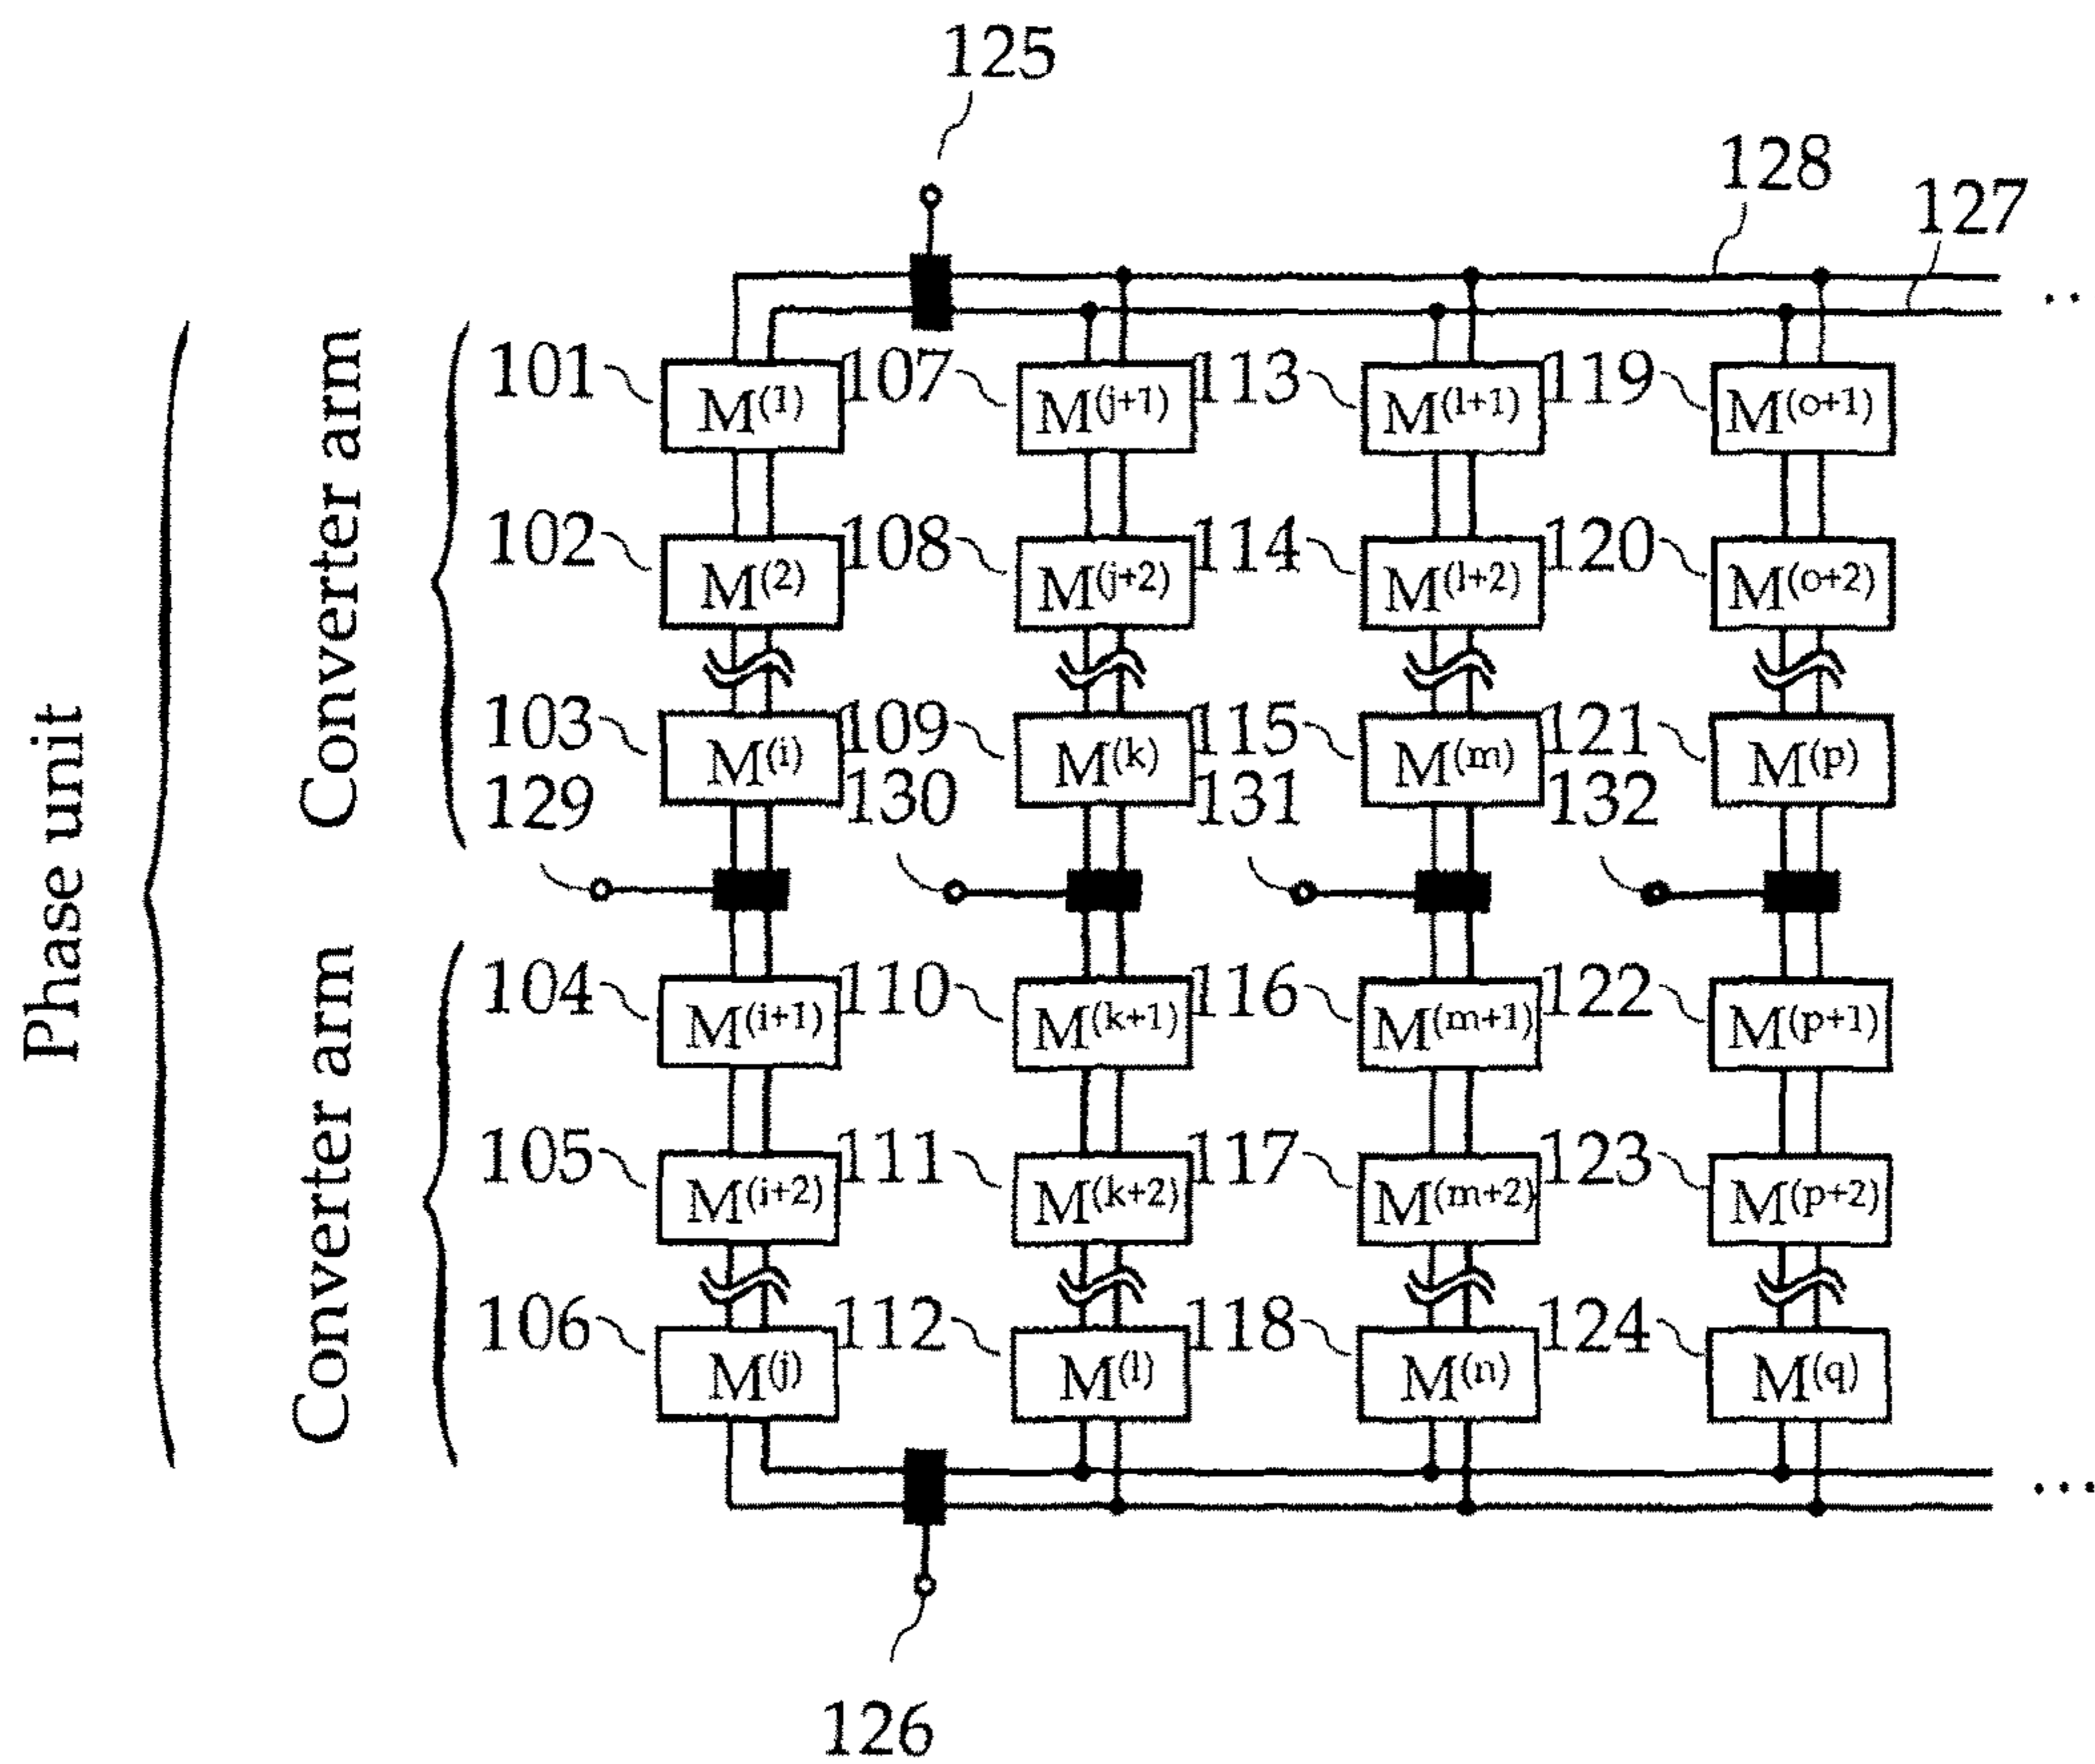 125
128
127
101 M(1) 107 M(j+1) 113 M(l+1) 119 M(o+1)
102 M(2) 108 M(j+2) 114 M(l+2) 120 M(o+2)
103 M(i) 109 M(k) 115 M(m) 121 M(p)
129 130 131 132
104 M(i+1) 110 M(k+1) 116 M(m+1) 122 M(p+1)
105 M(i+2) 111 M(k+2) 117 M(m+2) 123 M(p+2)
106 M(j) 112 M(l) 118 M(n) 124 M(q)
126
Phase unit
Converter arm
Converter arm